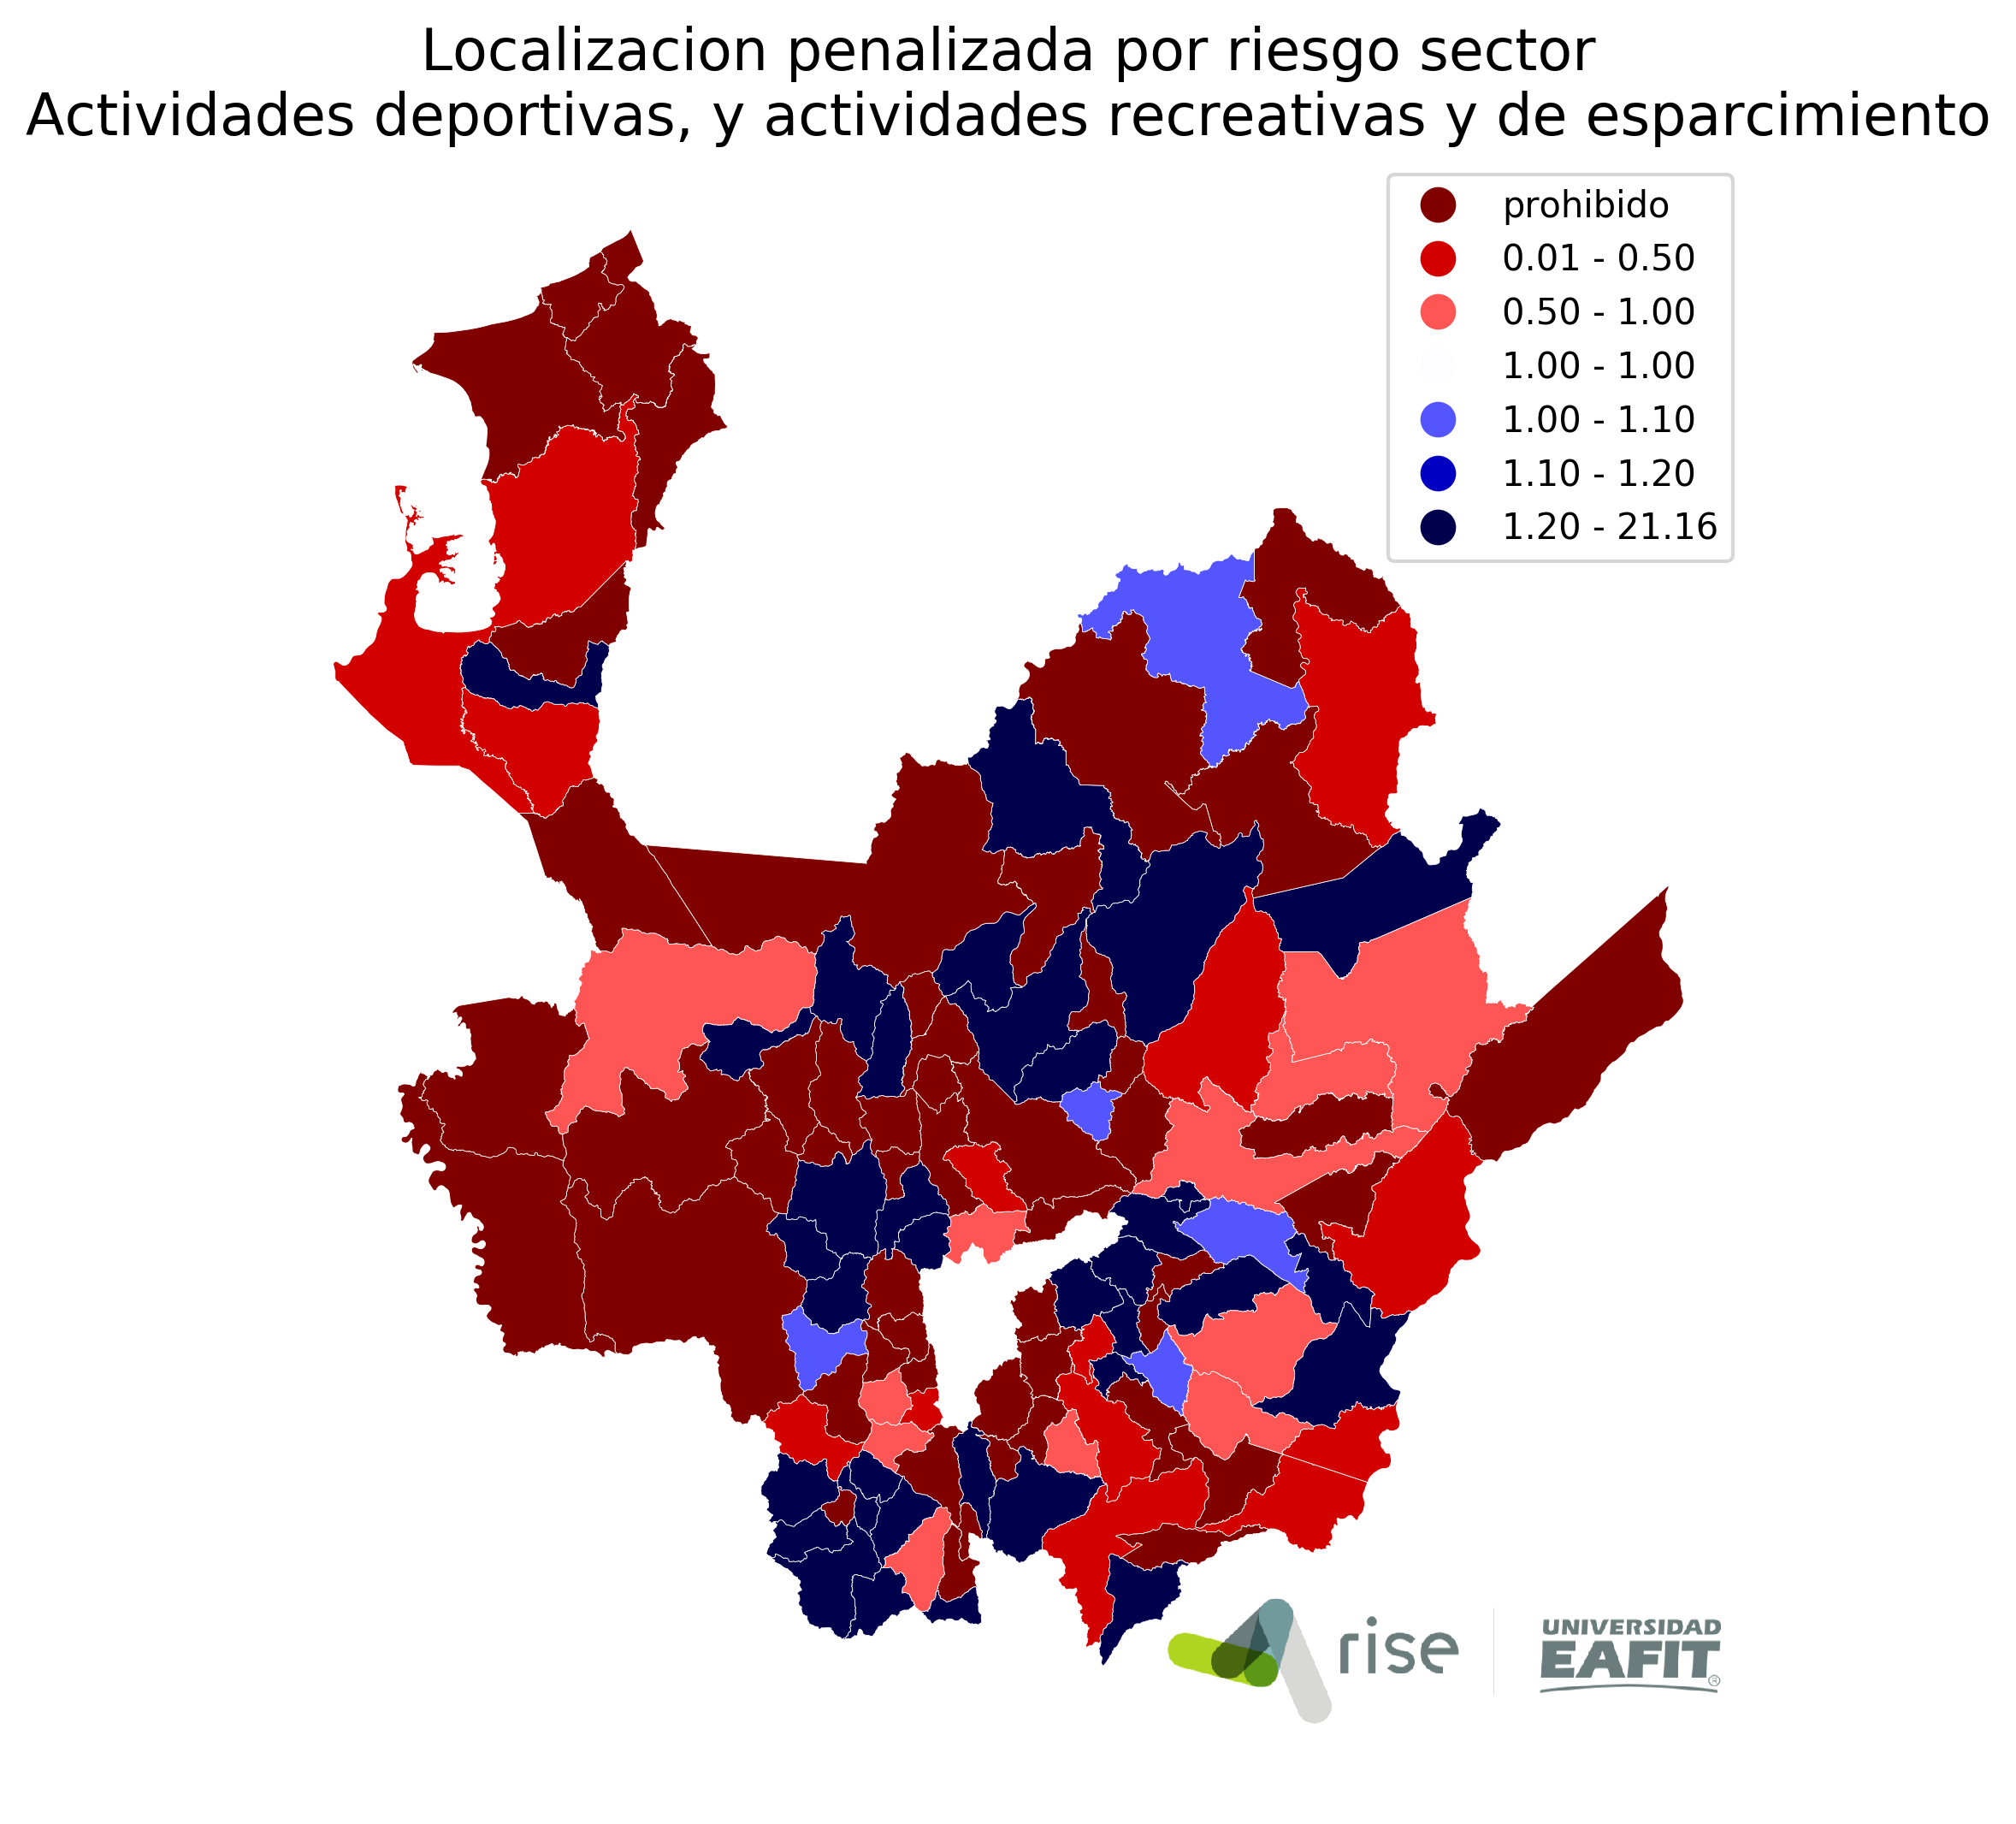 Localizacion penalizada por riesgo sector
Actividades deportivas, y actividades recreativas y de esparcimiento
prohibido
0.01 - 0.50
0.50 - 1.00
1.00 - 1.00
1.00 - 1.10
1.10 - 1.20
1.20 - 21.16
rise
UNIVERSIDAD
EAFIT®